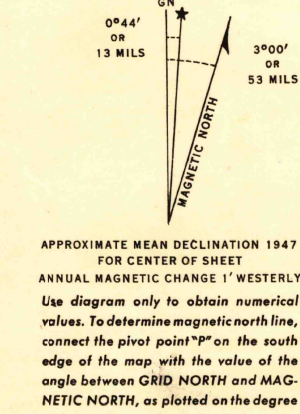 GN
0°44'
OR
13 MILS
3°00'
OR
53 MILS
MAGNETIC NORTH
APPROXIMATE MEAN DECLINATION 1947
FOR CENTER OF SHEET
ANNUAL MAGNETIC CHANGE 1' WESTERLY
Use diagram only to obtain numerical
values. To determine magnetic north line,
connect the pivot point "P" on the south
edge of the map with the value of the
angle between GRID NORTH and MAG-
NETIC NORTH, as plotted on the degree